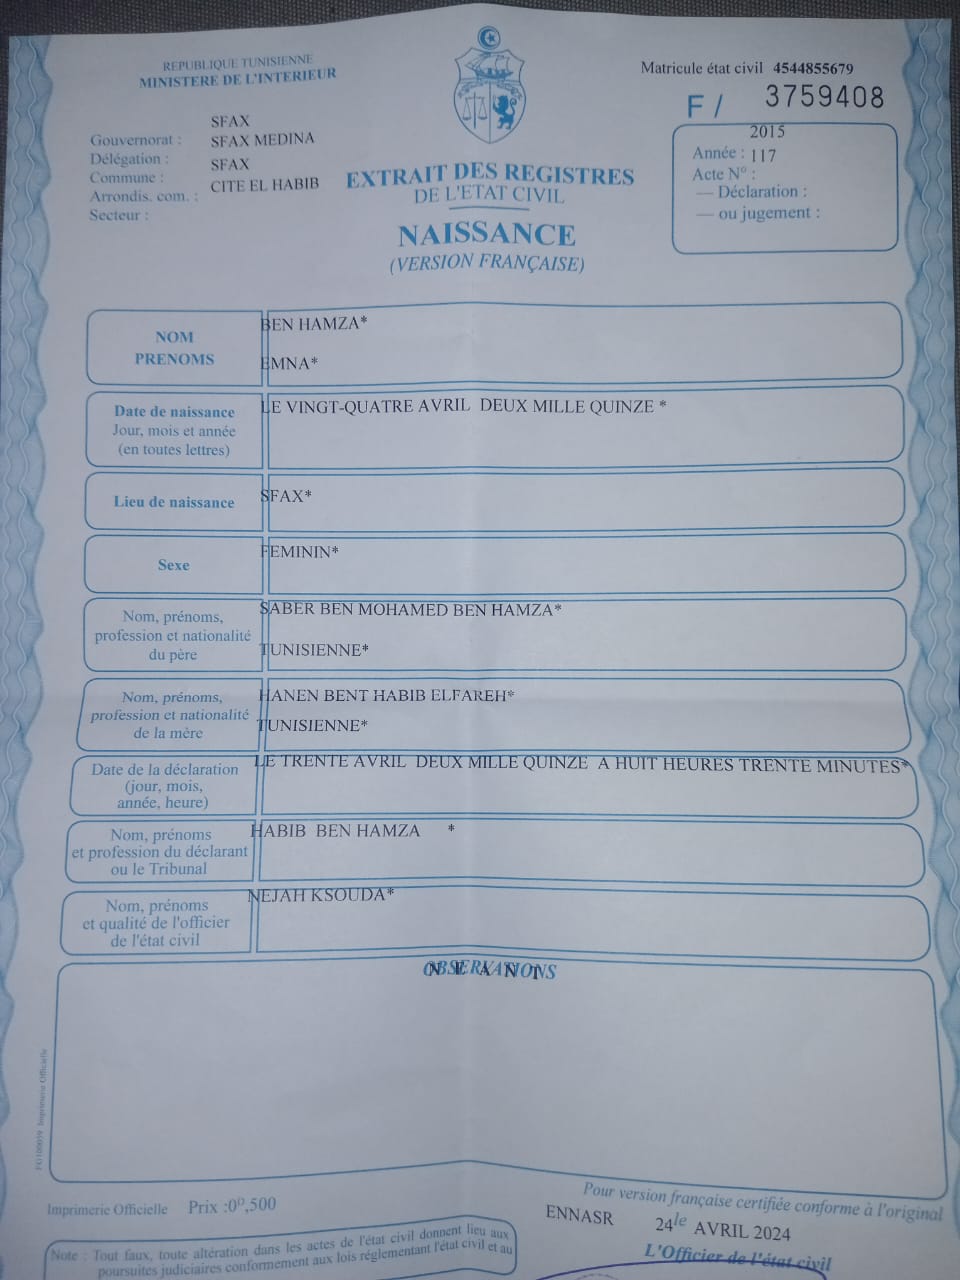 REPUBLIQUE TUNISIENNE
MINISTERE DE L'INTERIEUR
Matricule état civil 4544855679
F / 3759408
SFAX
Gouvernorat : SFAX MEDINA
Délégation : SFAX
Commune : CITE EL HABIB
Arrondis. com. :
Secteur :
2015
Année : 117
Acte N° :
— Déclaration :
— ou jugement :
EXTRAIT DES REGISTRES
DE L'ETAT CIVIL
NAISSANCE
(VERSION FRANÇAISE)
NOM BEN HAMZA*
PRENOMS EMNA*
Date de naissance LE VINGT-QUATRE AVRIL DEUX MILLE QUINZE *
Jour, mois et année
(en toutes lettres)
Lieu de naissance SFAX*
Sexe FEMININ*
Nom, prénoms, SABER BEN MOHAMED BEN HAMZA*
profession et nationalité
du père TUNISIENNE*
Nom, prénoms, HANEN BENT HABIB ELFAREH*
profession et nationalité TUNISIENNE*
de la mère
Date de la déclaration LE TRENTE AVRIL DEUX MILLE QUINZE A HUIT HEURES TRENTE MINUTES*
(jour, mois,
année, heure)
Nom, prénoms HABIB BEN HAMZA *
et profession du déclarant
ou le Tribunal
Nom, prénoms NEJAH KSOUDA*
et qualité de l'officier
de l'état civil
OBSERVATIONS
N E A N T
FG100059 Imprimerie Officielle
Imprimerie Officielle Prix :0ᴰ,500
Pour version française certifiée conforme à l'original
ENNASR 24 le AVRIL 2024
L'Officier de l'état civil
Note : Tout faux, toute altération dans les actes de l'état civil donnent lieu aux
poursuites judiciaires conformement aux lois réglementant l'état civil et au